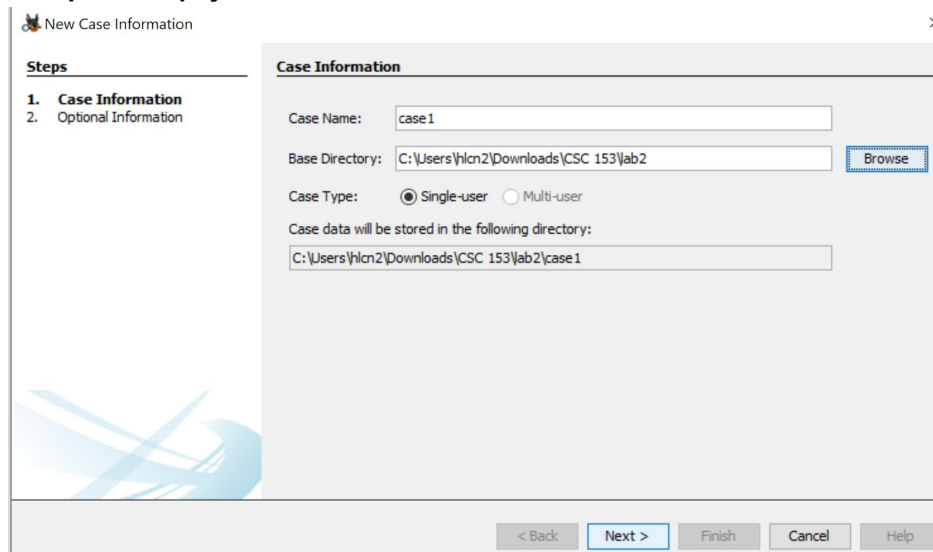 New Case Information
Steps
1. Case Information
2. Optional Information
Case Information
Case Name: case1
Base Directory: C:\Users\hlcn2\Downloads\CSC 153\lab2 Browse
Case Type: Single-user Multi-user
Case data will be stored in the following directory:
C:\Users\hlcn2\Downloads\CSC 153\lab2\case1
< Back Next > Finish Cancel Help